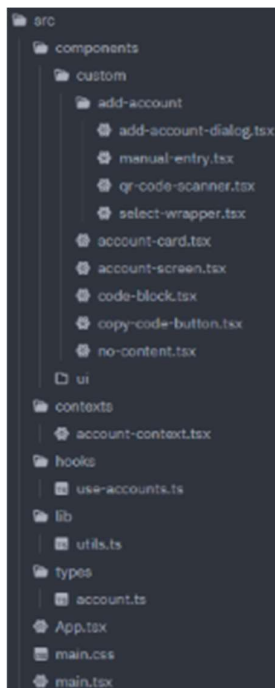 src
components
custom
add-account
add-account-dialog.tsx
manual-entry.tsx
qr-code-scanner.tsx
select-wrapper.tsx
account-card.tsx
account-screen.tsx
code-block.tsx
copy-code-button.tsx
no-content.tsx
ui
contexts
account-context.tsx
hooks
use-accounts.ts
lib
utils.ts
types
account.ts
App.tsx
main.css
main.tsx